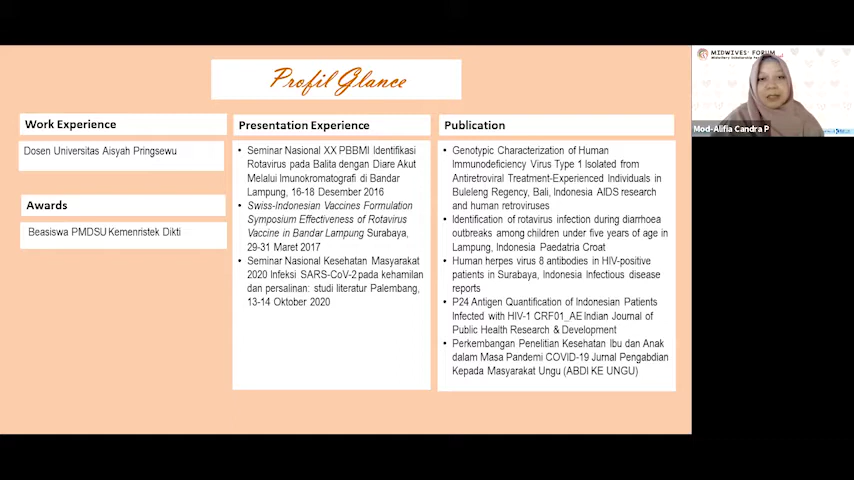 Profil Glance
Work Experience
Dosen Universitas Aisyah Pringsewu
Awards
Beasiswa PMDSU Kemenristek Dikti
Presentation Experience
• Seminar Nasional XX PBBMI Identifikasi
Rotavirus pada Balita dengan Diare Akut
Melalui Imunokromatografi di Bandar
Lampung, 16-18 Desember 2016
• Swiss-Indonesian Vaccines Formulation
Symposium Effectiveness of Rotavirus
Vaccine in Bandar Lampung Surabaya,
29-31 Maret 2017
• Seminar Nasional Kesehatan Masyarakat
2020 Infeksi SARS-CoV-2 pada kehamilan
dan persalinan: studi literatur Palembang,
13-14 Oktober 2020
Publication
• Genotypic Characterization of Human
Immunodeficiency Virus Type 1 Isolated from
Antiretroviral Treatment-Experienced Individuals in
Buleleng Regency, Bali, Indonesia AIDS research
and human retroviruses
• Identification of rotavirus infection during diarrhoea
outbreaks among children under five years of age in
Lampung, Indonesia Paedatria Croat
• Human herpes virus 8 antibodies in HIV-positive
patients in Surabaya, Indonesia Infectious disease
reports
• P24 Antigen Quantification of Indonesian Patients
Infected with HIV-1 CRF01_AE Indian Journal of
Public Health Research & Development
• Perkembangan Penelitian Kesehatan Ibu dan Anak
dalam Masa Pandemi COVID-19 Jurnal Pengabdian
Kepada Masyarakat Ungu (ABDI KE UNGU)
MIDWIVES' FORUM
Mod-Alifia Candra P